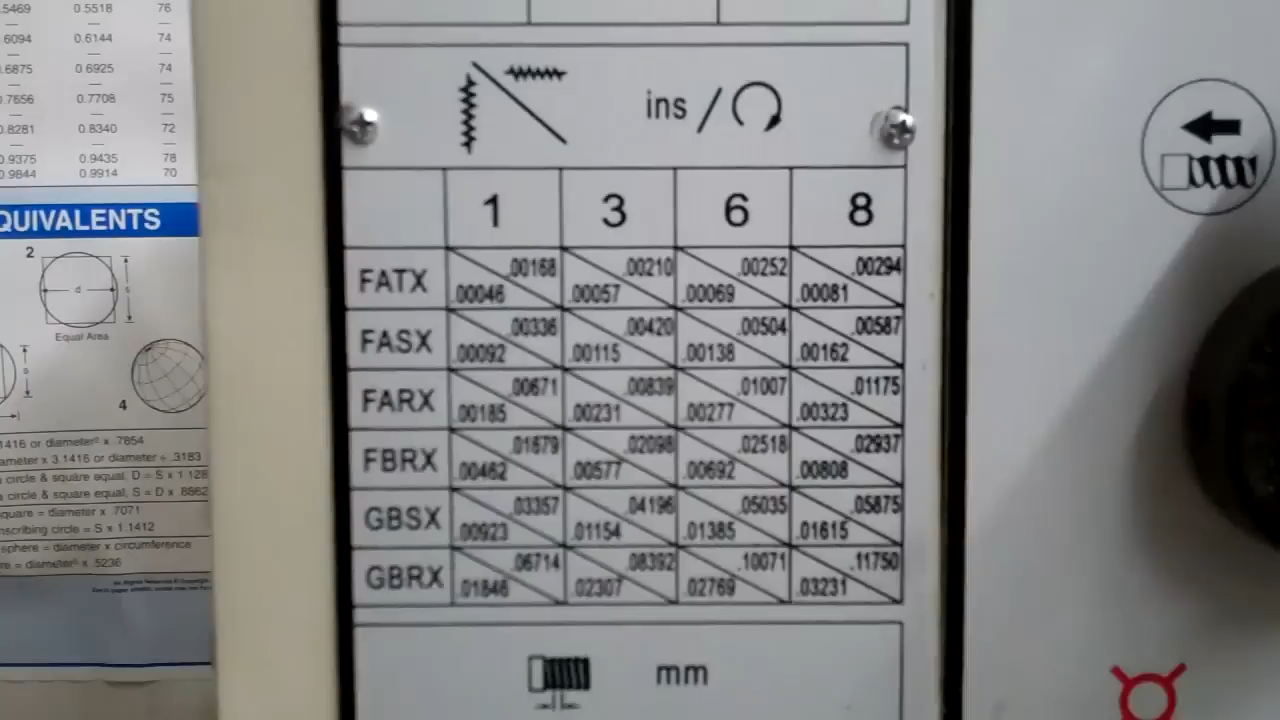 .5469 0.5518 76
.6094 0.6144 74
.6875 0.6925 74
0.7656 0.7708 75
0.8281 0.8340 72
0.9375 0.9435 78
0.9844 0.9914 70
QUIVALENTS
2
d
s
Equal Area
s
4
.1416 or diameter² x .7854
ameter x 3.1416 or diameter ÷ .3183
circle & square equal, D = S x 1.128
circle & square equal, S = D x .8862
quare = diameter x .7071
nscribing circle = S x 1.1412
sphere = diameter x circumference
re = diameter³ x .5236
ins /
1 3 6 8
FATX .00168 .00046 .00210 .00057 .00252 .00069 .00294 .00081
FASX .00336 .00092 .00420 .00115 .00504 .00138 .00587 .00162
FARX .00671 .00185 .00839 .00231 .01007 .00277 .01175 .00323
FBRX .01679 .00462 .02098 .00577 .02518 .00692 .02937 .00808
GBSX .03357 .00923 .04196 .01154 .05035 .01385 .05875 .01615
GBRX .06714 .01846 .08392 .02307 .10071 .02769 .11750 .03231
mm